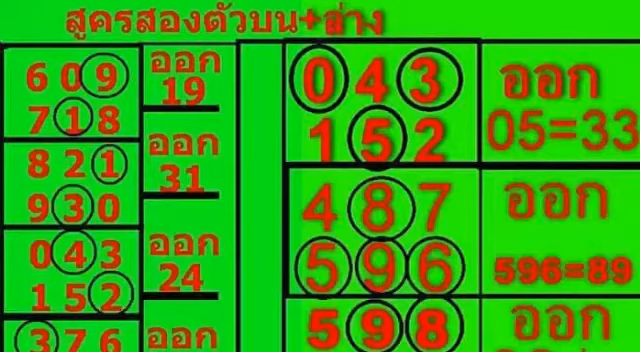 สูตรสองตัวบน+ล่าง
6 0 9
7 1 8
ออก
19
8 2 1
9 3 0
ออก
31
0 4 3
1 5 2
ออก
24
3 7 6
ออก
0 4 3
1 5 2
ออก
05=33
4 8 7
5 9 6
ออก
596=89
5 9 8
ออก